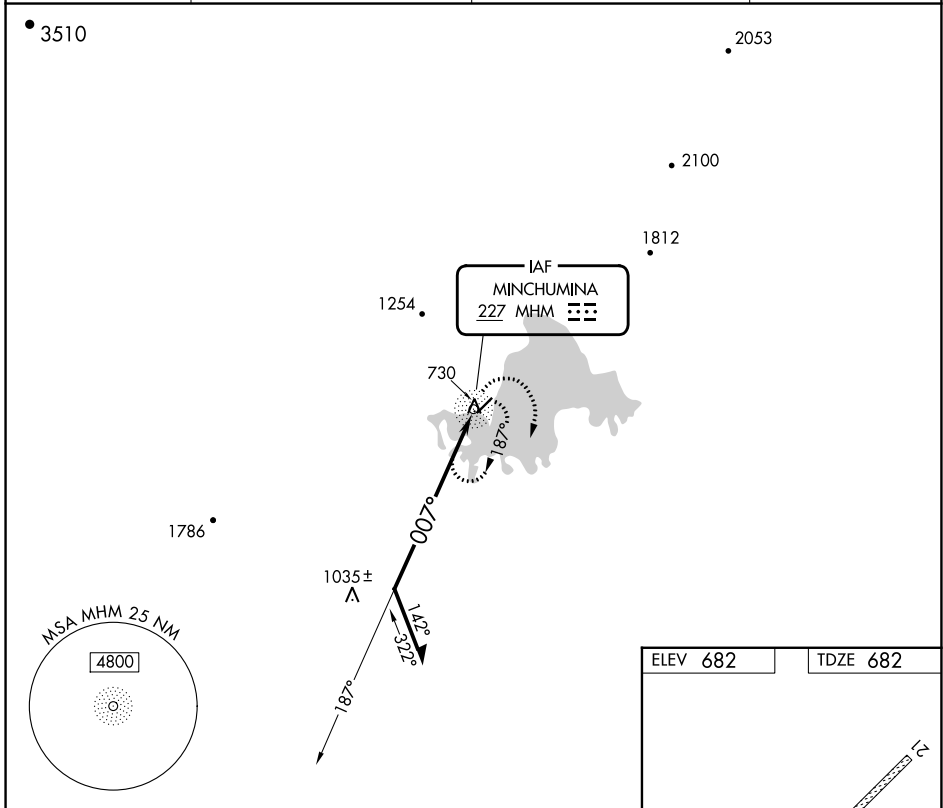 3510
2053
2100
1812
IAF
MINCHUMINA
227 MHM
1254
730
187°
007°
1786
1035±
142°
322°
187°
MSA MHM 25 NM
4800
ELEV 682
TDZE 682
21